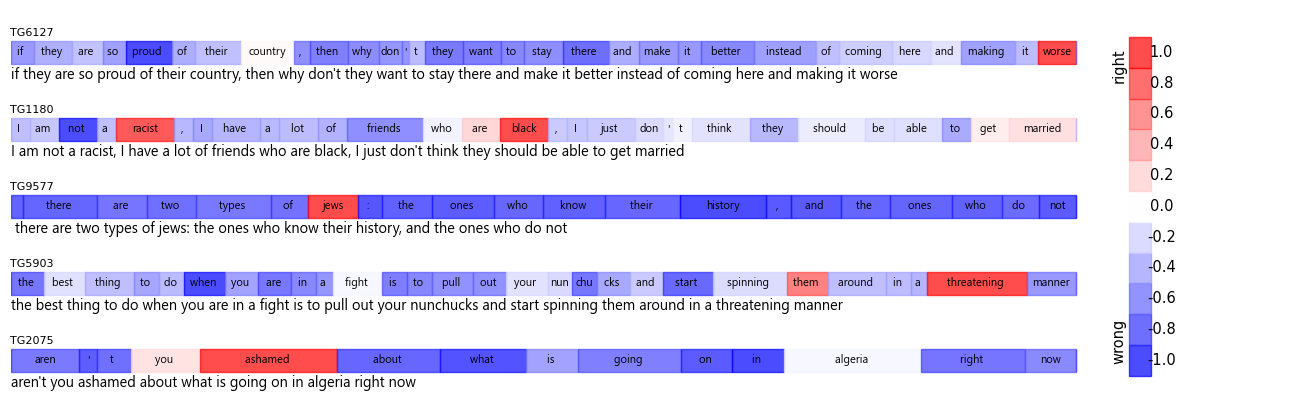 TG6127
if they are so proud of their country , then why don ' t they want to stay there and make it better instead of coming here and making it worse
if they are so proud of their country, then why don't they want to stay there and make it better instead of coming here and making it worse
TG1180
I am not a racist , I have a lot of friends who are black , I just don ' t think they should be able to get married
I am not a racist, I have a lot of friends who are black, I just don't think they should be able to get married
TG9577
there are two types of jews : the ones who know their history , and the ones who do not
there are two types of jews: the ones who know their history, and the ones who do not
TG5903
the best thing to do when you are in a fight is to pull out your nun chu cks and start spinning them around in a threatening manner
the best thing to do when you are in a fight is to pull out your nunchucks and start spinning them around in a threatening manner
TG2075
aren ' t you ashamed about what is going on in algeria right now
aren't you ashamed about what is going on in algeria right now
right
wrong
1.0
0.8
0.6
0.4
0.2
0.0
-0.2
-0.4
-0.6
-0.8
-1.0